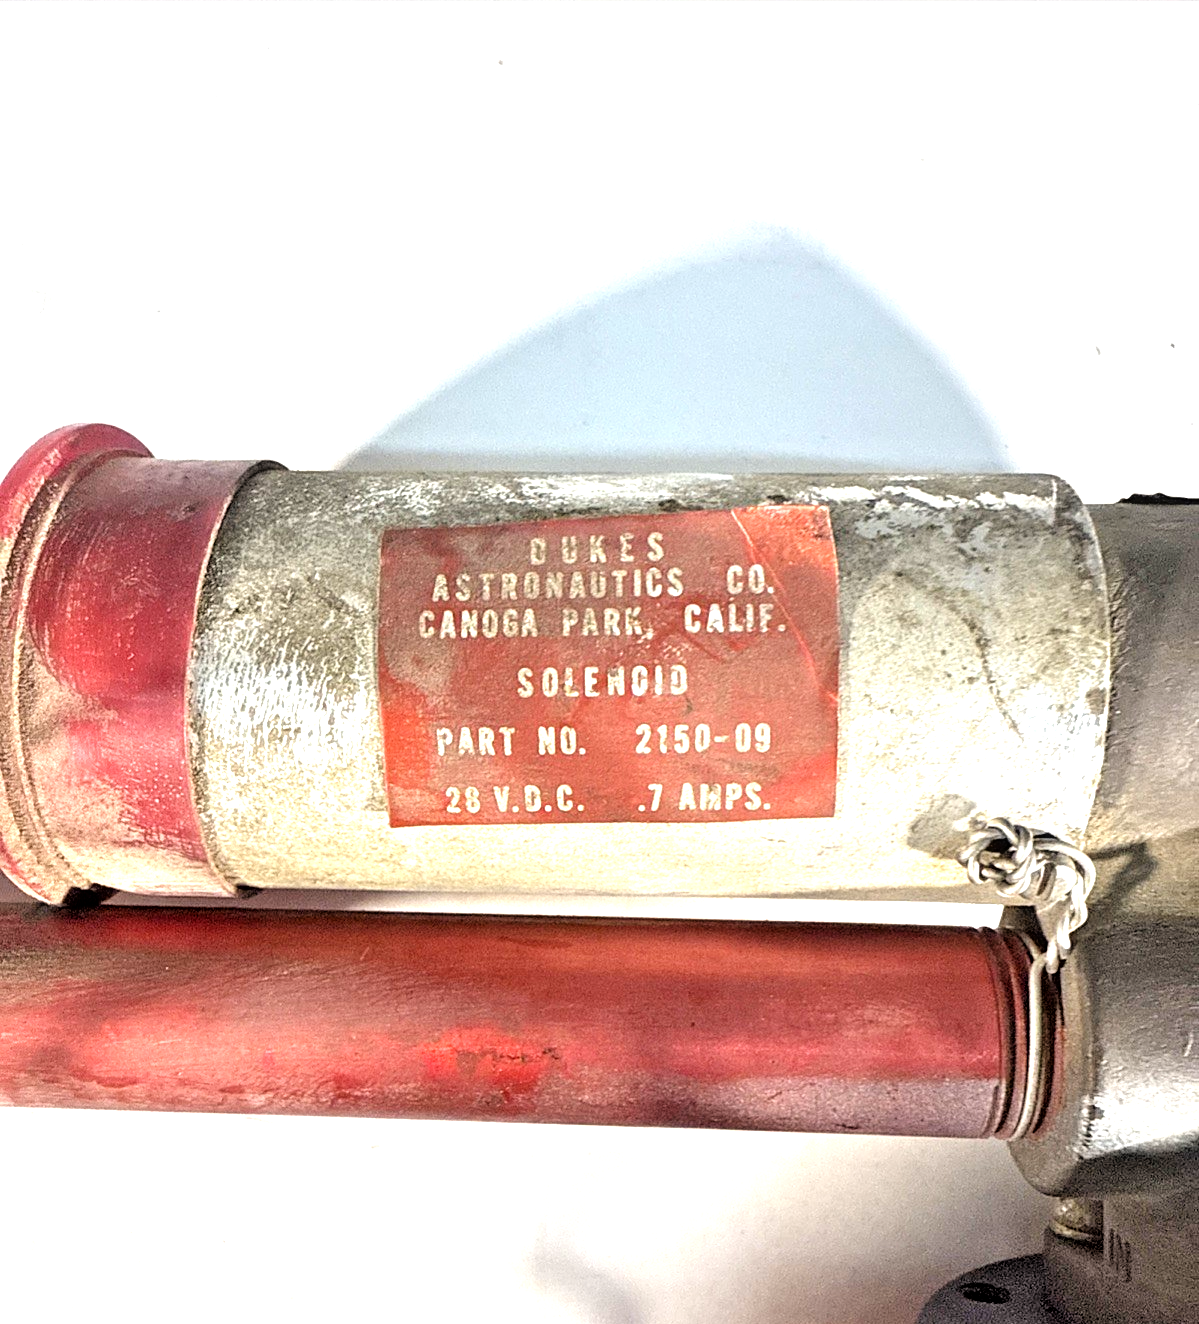 DUKES
ASTRONAUTICS CO.
CANOGA PARK, CALIF.
SOLENOID
PART NO. 2150-09
28 V.D.C. .7 AMPS.